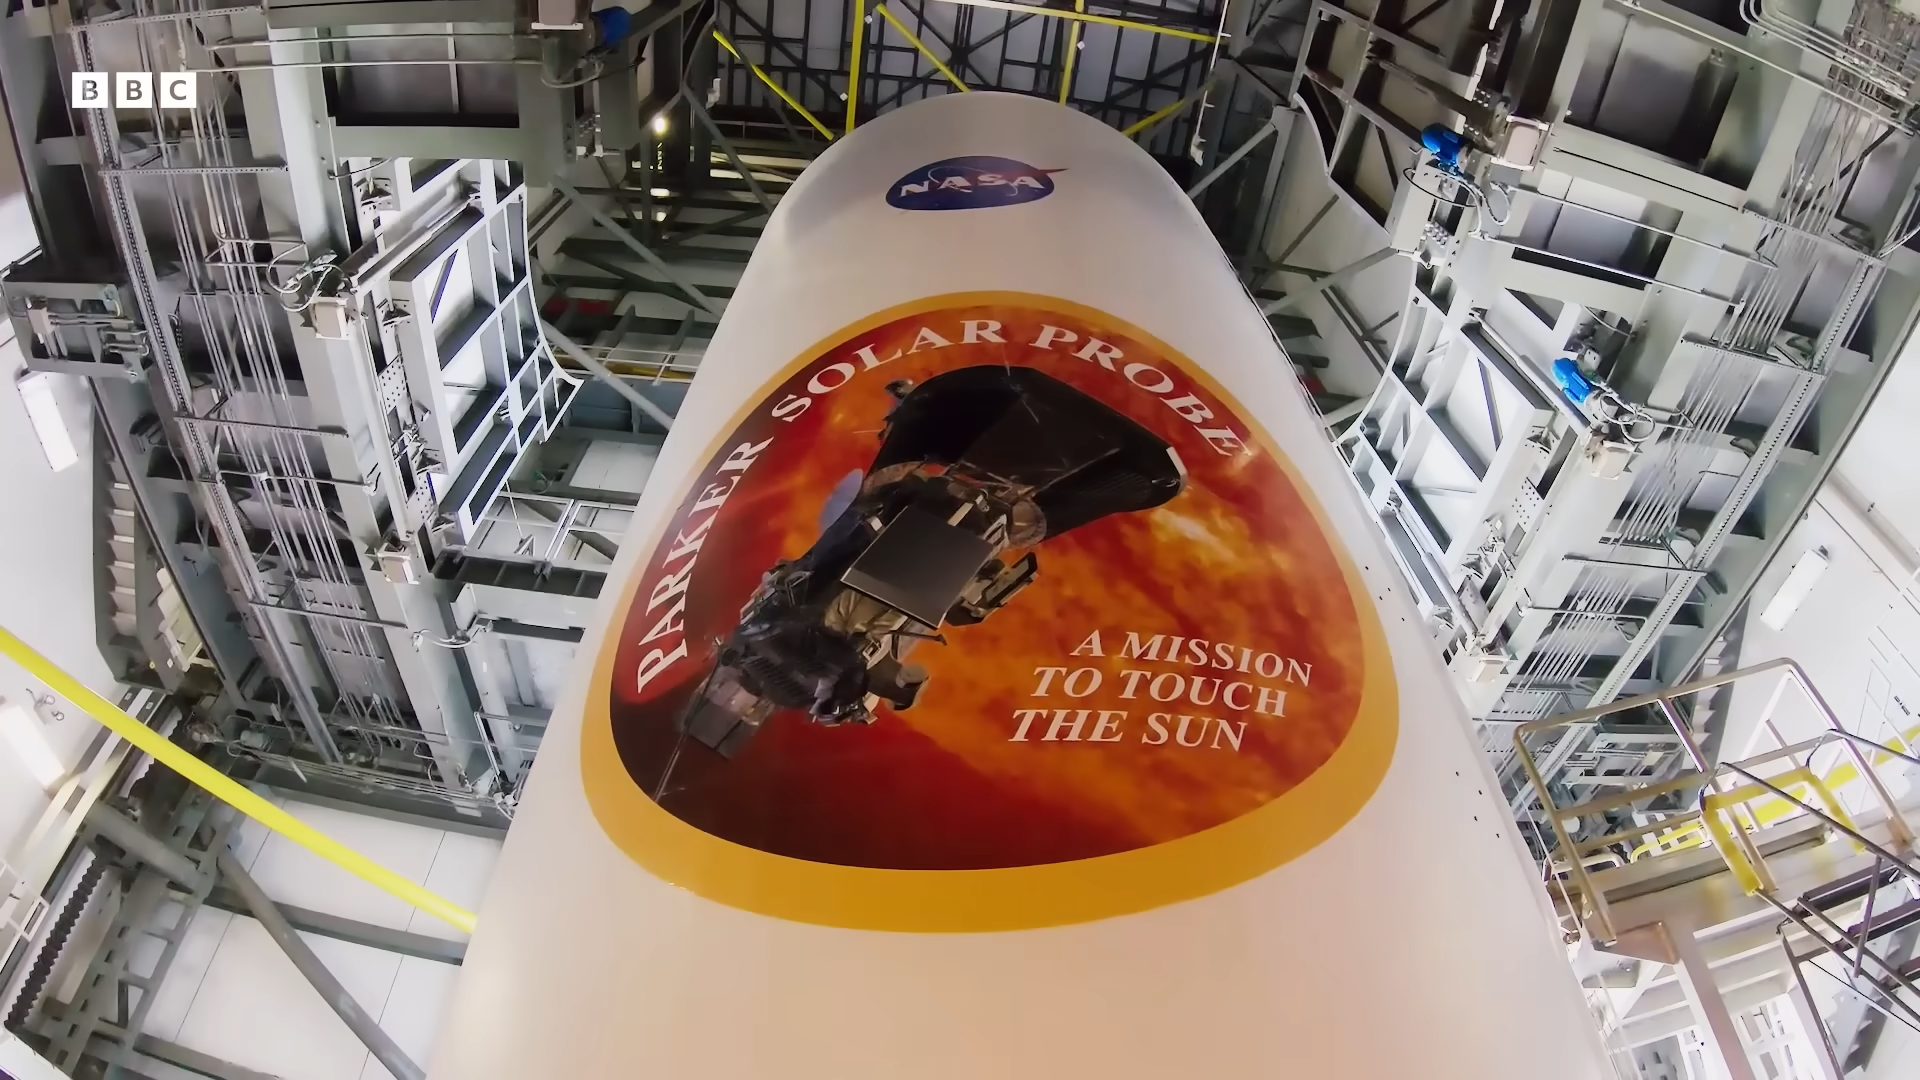 BBC
NASA
PARKER SOLAR PROBE
A MISSION
TO TOUCH
THE SUN